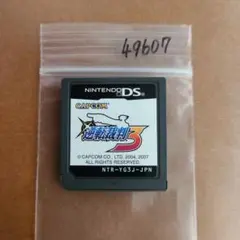 49607
NINTENDO DS
CAPCOM
逆転裁判3
©CAPCOM CO., LTD. 2004, 2007
ALL RIGHTS RESERVED.
NTR-YG3J-JPN